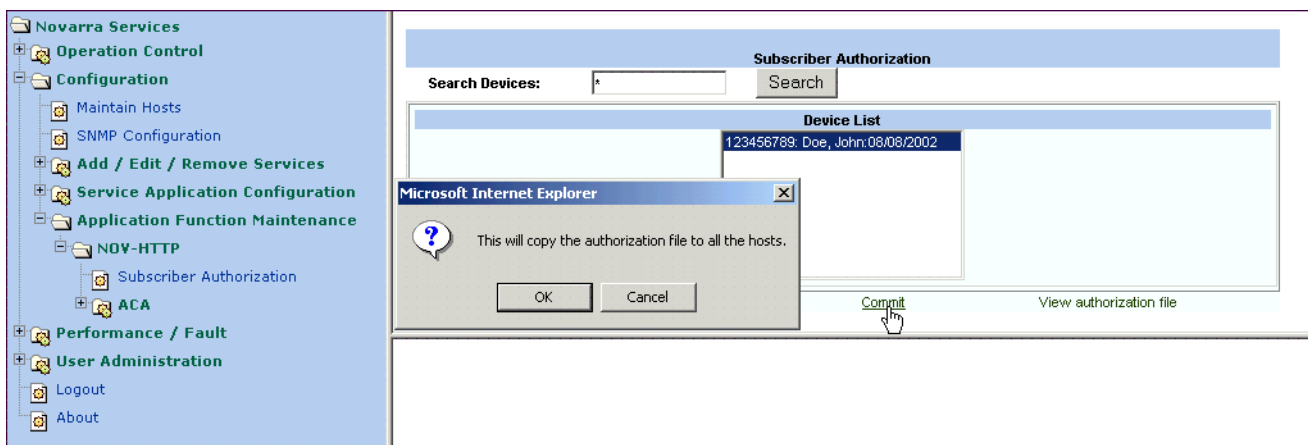 Novarra Services
Operation Control
Configuration
Maintain Hosts
SNMP Configuration
Add / Edit / Remove Services
Service Application Configuration
Application Function Maintenance
NOV-HTTP
Subscriber Authorization
ACA
Performance / Fault
User Administration
Logout
About
Subscriber Authorization
Search Devices: * Search
Device List
123456789: Doe, John:08/08/2002
Microsoft Internet Explorer
This will copy the authorization file to all the hosts.
OK Cancel
Commit View authorization file